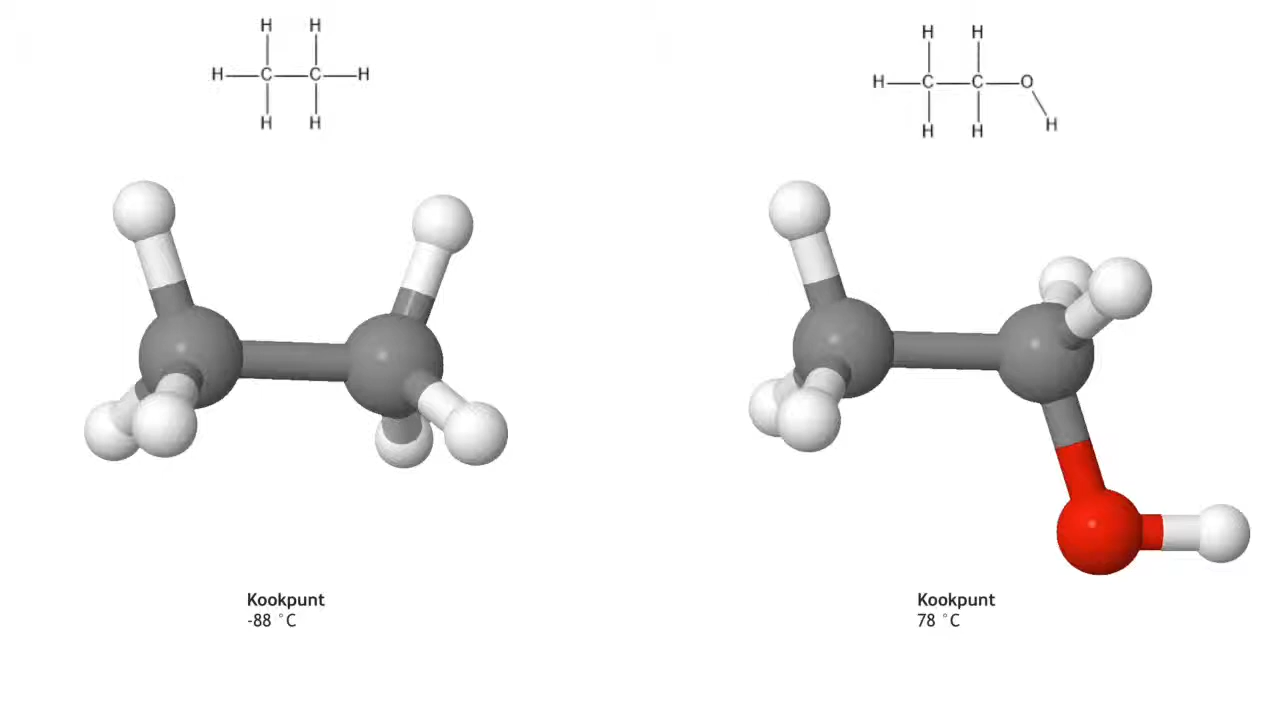 H H
H C C H
H H
H H
H C C O
H H H
Kookpunt
-88 °C
Kookpunt
78 °C